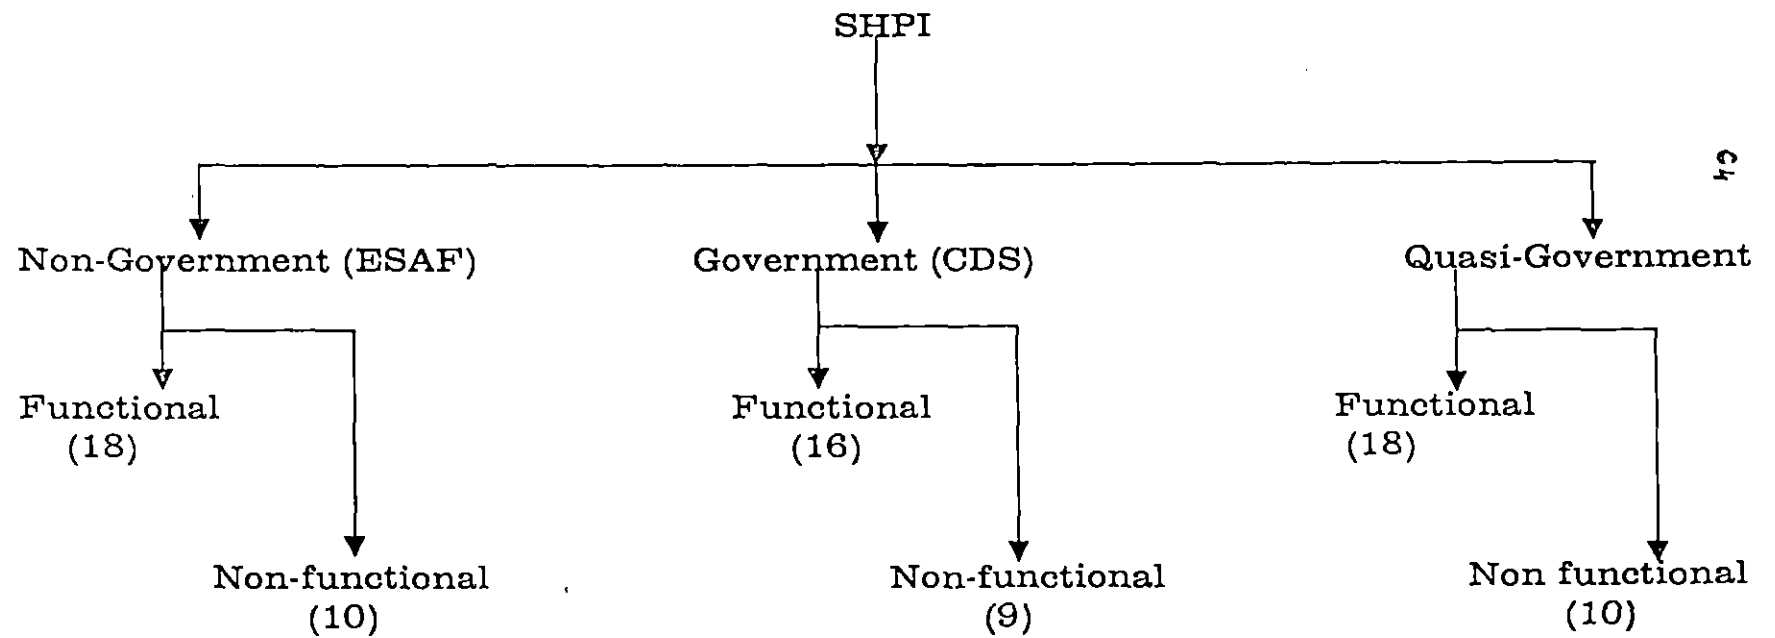 SHPI
Non-Government (ESAF)
Government (CDS)
Quasi-Government
Functional
(18)
Functional
(16)
Functional
(18)
Non-functional
(10)
Non-functional
(9)
Non functional
(10)